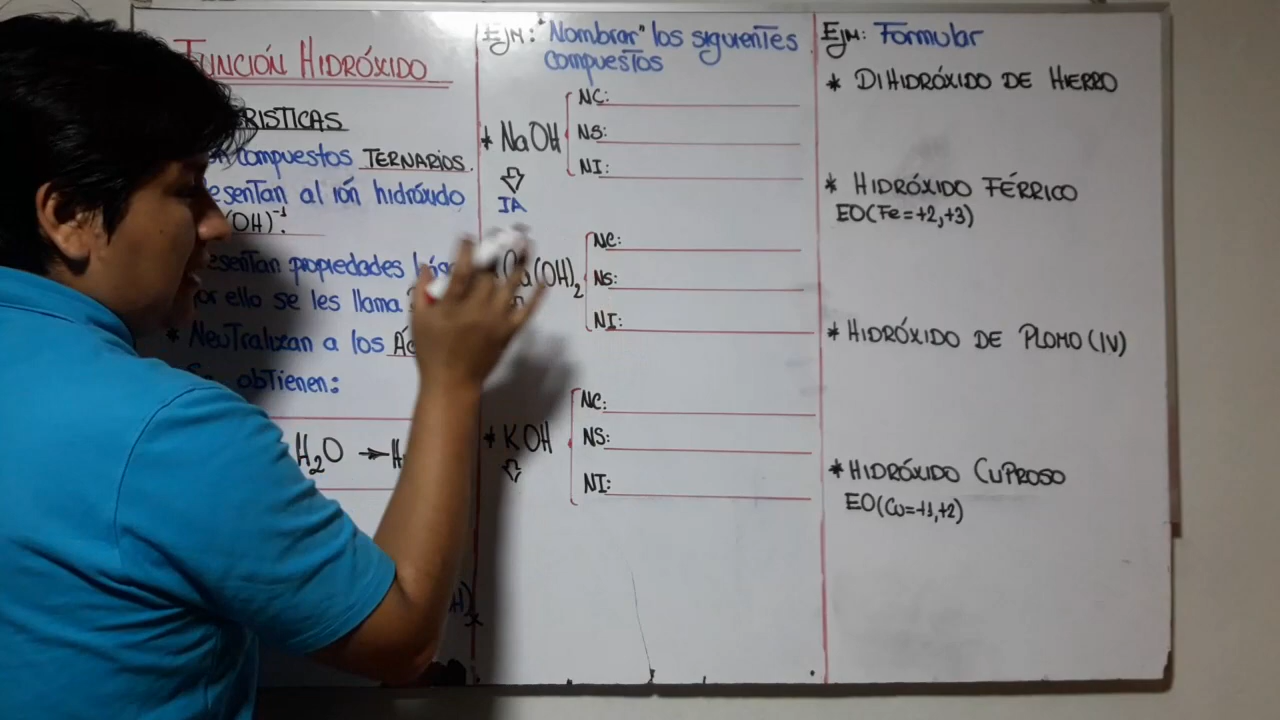 FUNCIÓN HIDRÓXIDO
compuestos TERNARIOS.
al ión hidróxido
(OH)⁻¹.
propiedades
por ello se les llama
* Neutralizan a los
obtienen:
H₂O →
Ejm: "Nombrar" los siguientes
compuestos
* NaOH
NC:
NS:
NI:
IA
(OH)₂
NC:
NS:
NI:
* KOH
NC:
NS:
NI:
Ejm: Formular
* DIHIDRÓXIDO DE HIERRO
* HIDRÓXIDO FÉRRICO
EO(Fe=+2,+3)
* HIDRÓXIDO DE PLOMO (IV)
* HIDRÓXIDO CUPROSO
EO(Cu=+1,+2)